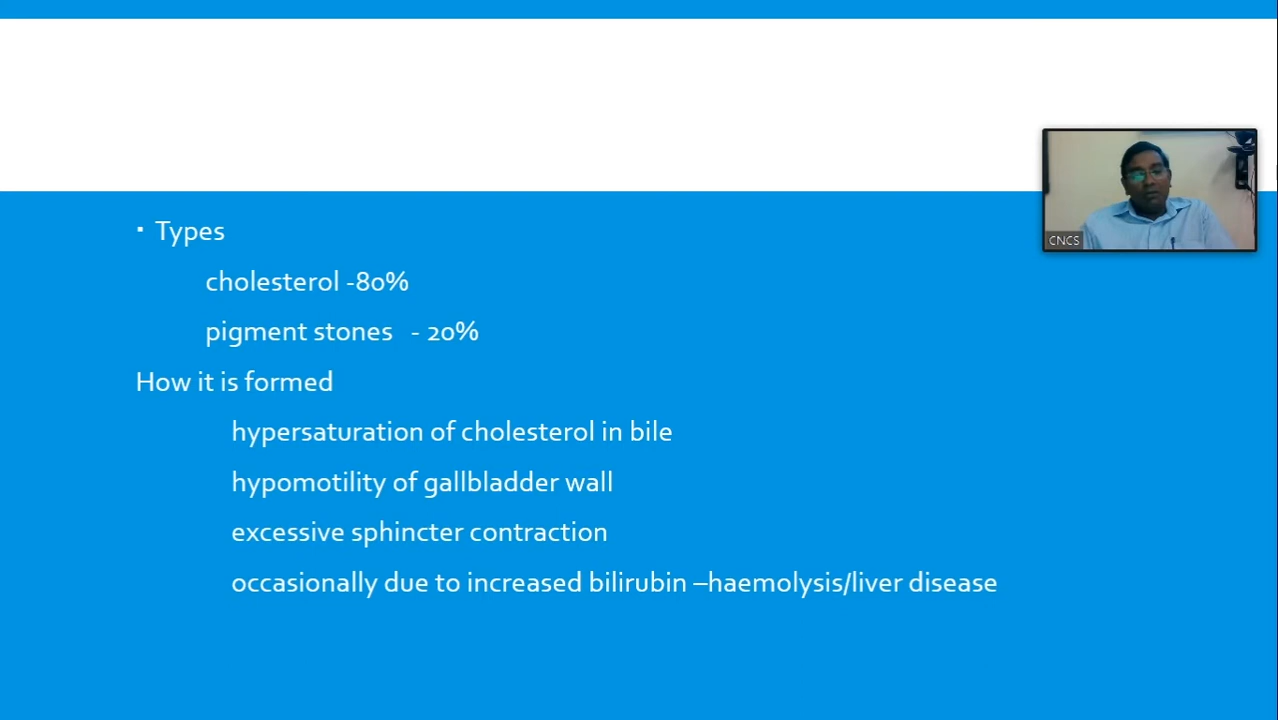 CNCS
▪ Types
cholesterol -80%
pigment stones - 20%
How it is formed
hypersaturation of cholesterol in bile
hypomotility of gallbladder wall
excessive sphincter contraction
occasionally due to increased bilirubin –haemolysis/liver disease